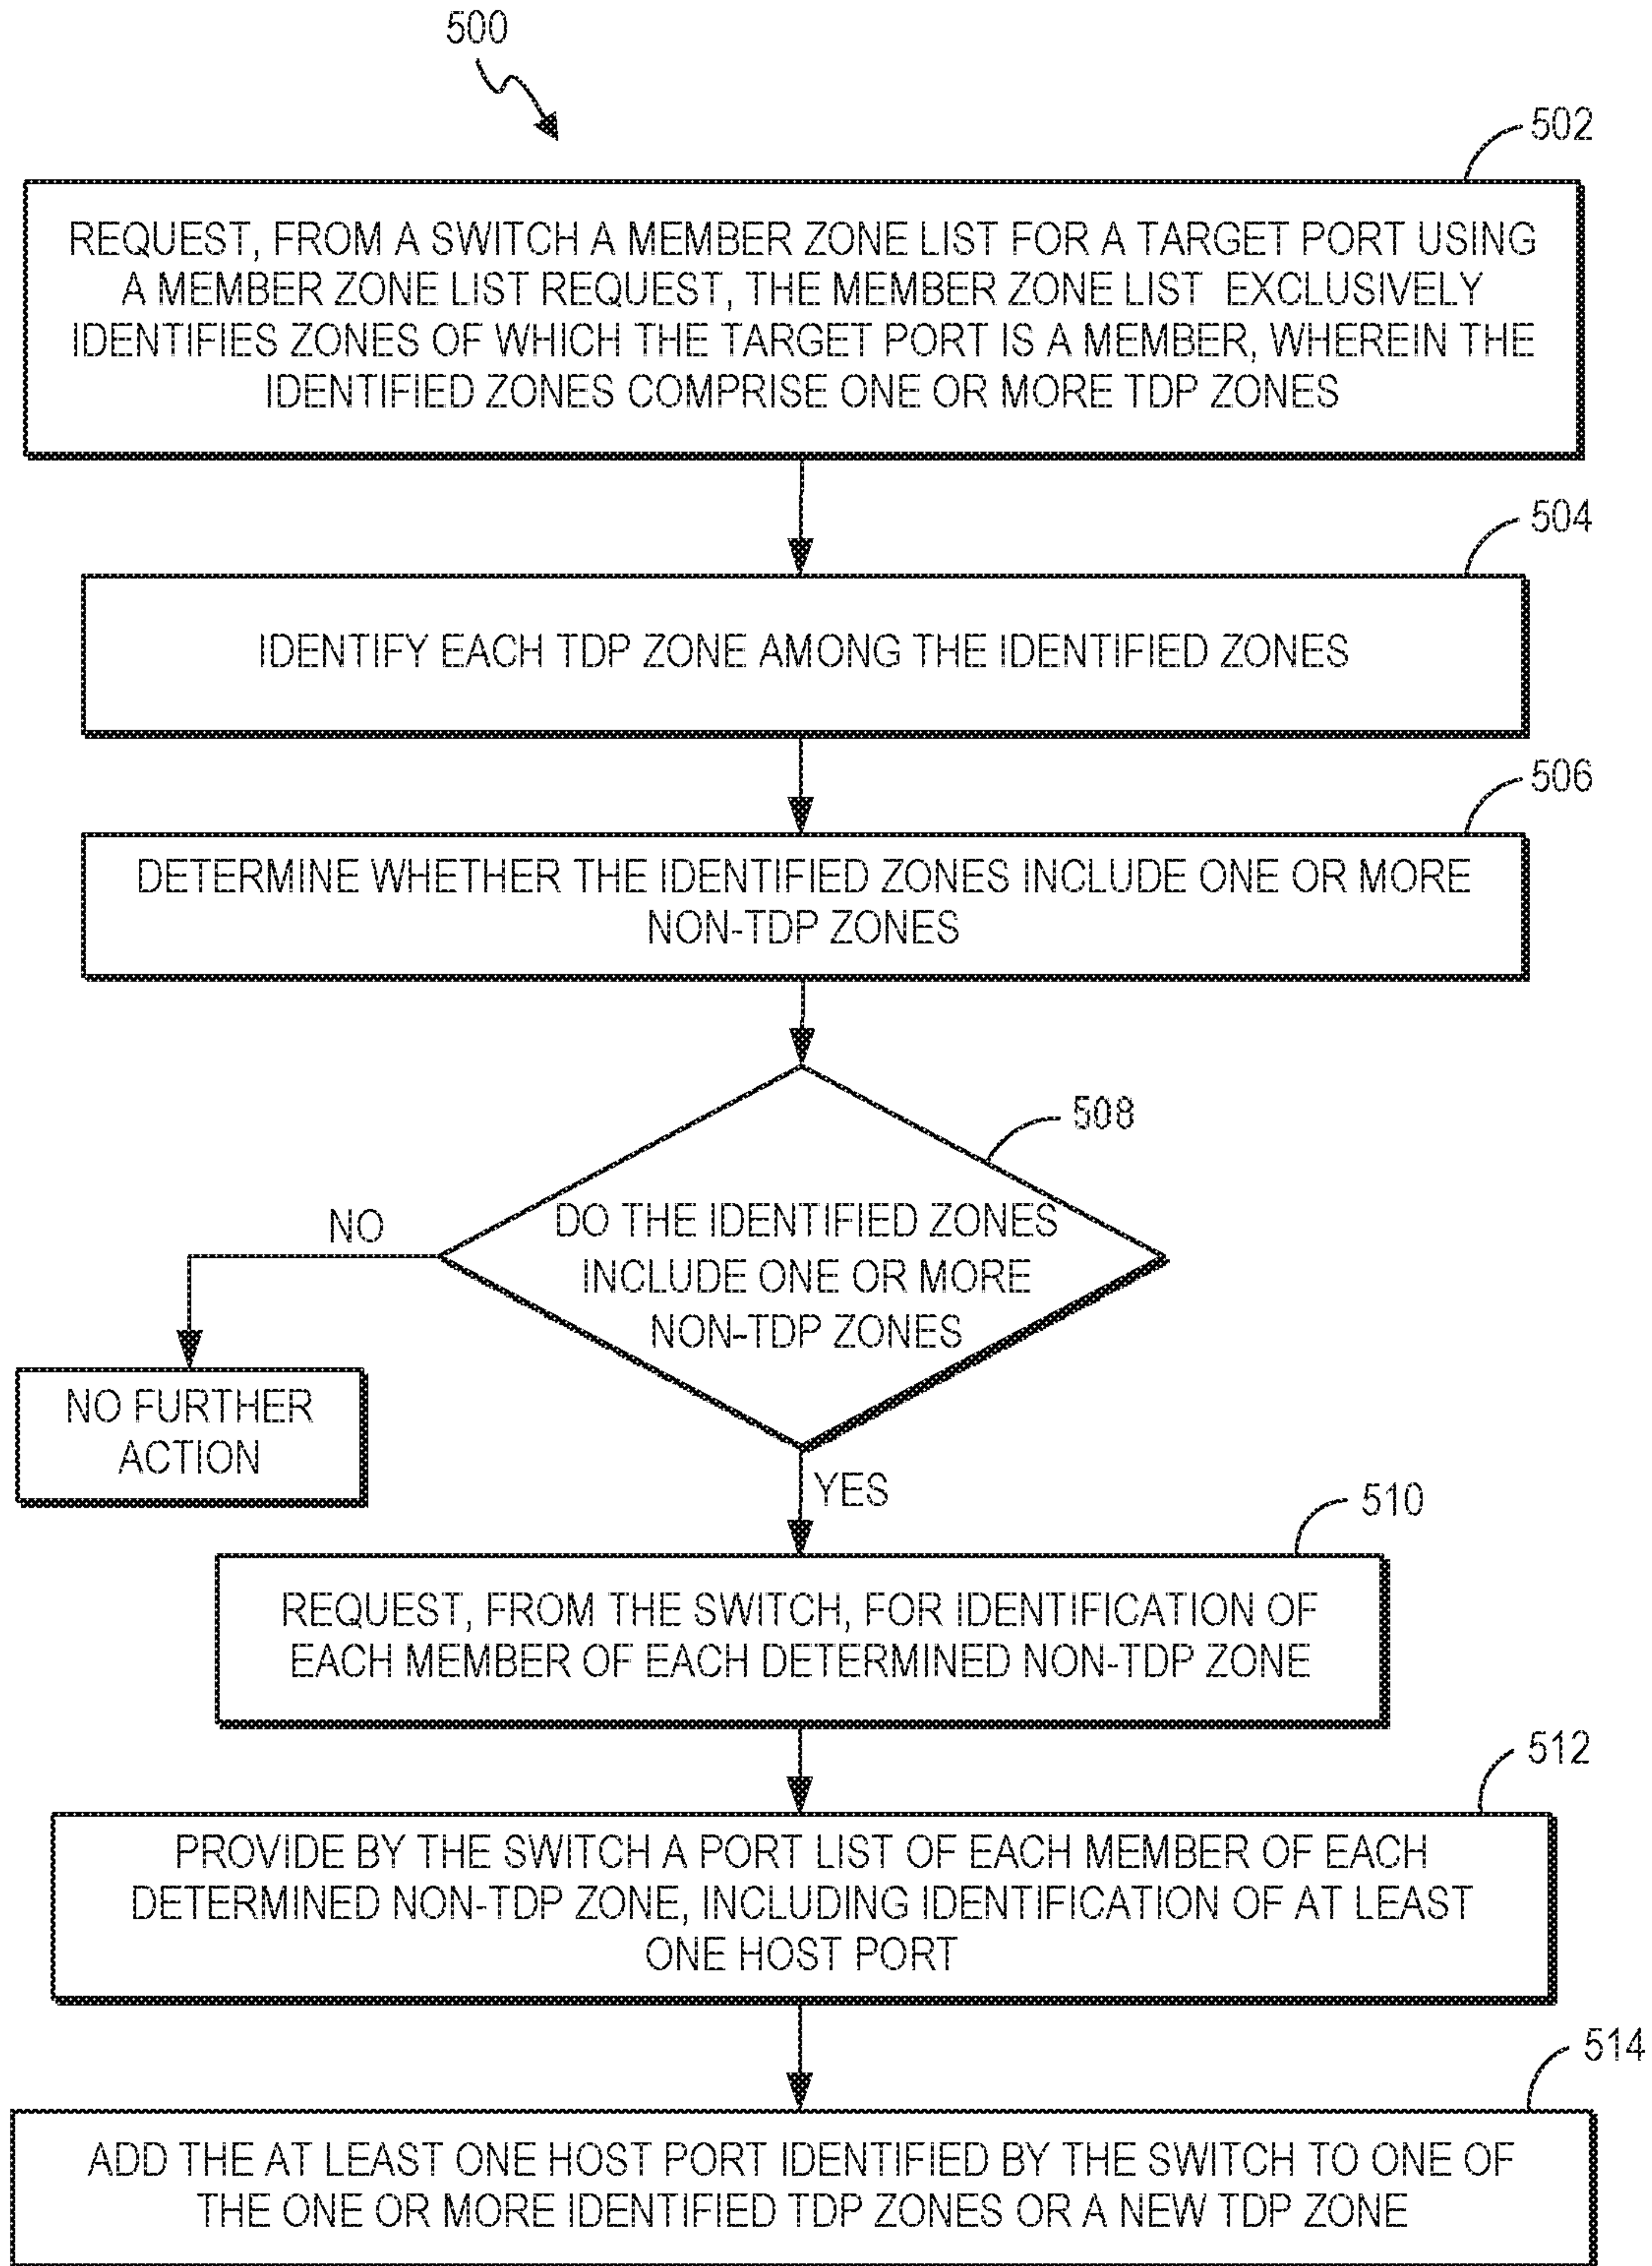 500
502
REQUEST, FROM A SWITCH A MEMBER ZONE LIST FOR A TARGET PORT USING
A MEMBER ZONE LIST REQUEST, THE MEMBER ZONE LIST EXCLUSIVELY
IDENTIFIES ZONES OF WHICH THE TARGET PORT IS A MEMBER, WHEREIN THE
IDENTIFIED ZONES COMPRISE ONE OR MORE TDP ZONES
504
IDENTIFY EACH TDP ZONE AMONG THE IDENTIFIED ZONES
506
DETERMINE WHETHER THE IDENTIFIED ZONES INCLUDE ONE OR MORE
NON-TDP ZONES
508
DO THE IDENTIFIED ZONES
INCLUDE ONE OR MORE
NON-TDP ZONES
NO
NO FURTHER
ACTION
YES
510
REQUEST, FROM THE SWITCH, FOR IDENTIFICATION OF
EACH MEMBER OF EACH DETERMINED NON-TDP ZONE
512
PROVIDE BY THE SWITCH A PORT LIST OF EACH MEMBER OF EACH
DETERMINED NON-TDP ZONE, INCLUDING IDENTIFICATION OF AT LEAST
ONE HOST PORT
514
ADD THE AT LEAST ONE HOST PORT IDENTIFIED BY THE SWITCH TO ONE OF
THE ONE OR MORE IDENTIFIED TDP ZONES OR A NEW TDP ZONE